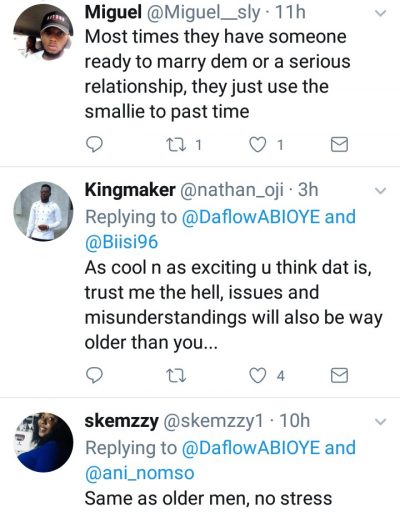 Miguel @Miguel__sly · 11h
Most times they have someone
ready to marry dem or a serious
relationship, they just use the
smallie to past time
1 1
Kingmaker @nathan_oji · 3h
Replying to @DaflowABIOYE and
@Biisi96
As cool n as exciting u think dat is,
trust me the hell, issues and
misunderstandings will also be way
older than you...
4
skemzzy @skemzzy1 · 10h
Replying to @DaflowABIOYE and
@ani_nomso
Same as older men, no stress